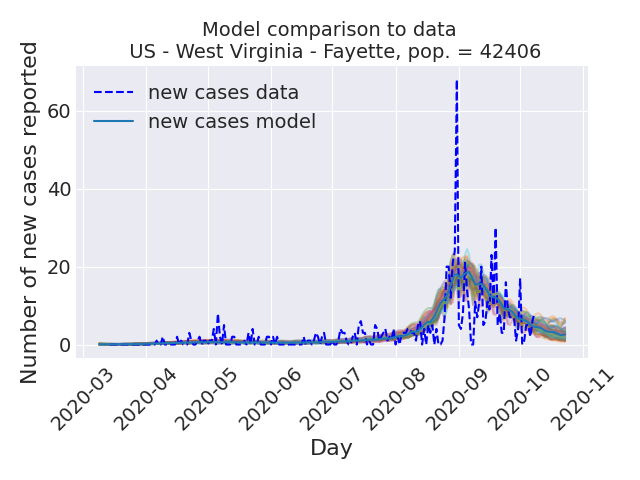 Model comparison to data
US - West Virginia - Fayette, pop. = 42406
Number of new cases reported
60
40
20
0
new cases data
new cases model
2020-03
2020-04
2020-05
2020-06
2020-07
2020-08
2020-09
2020-10
2020-11
Day